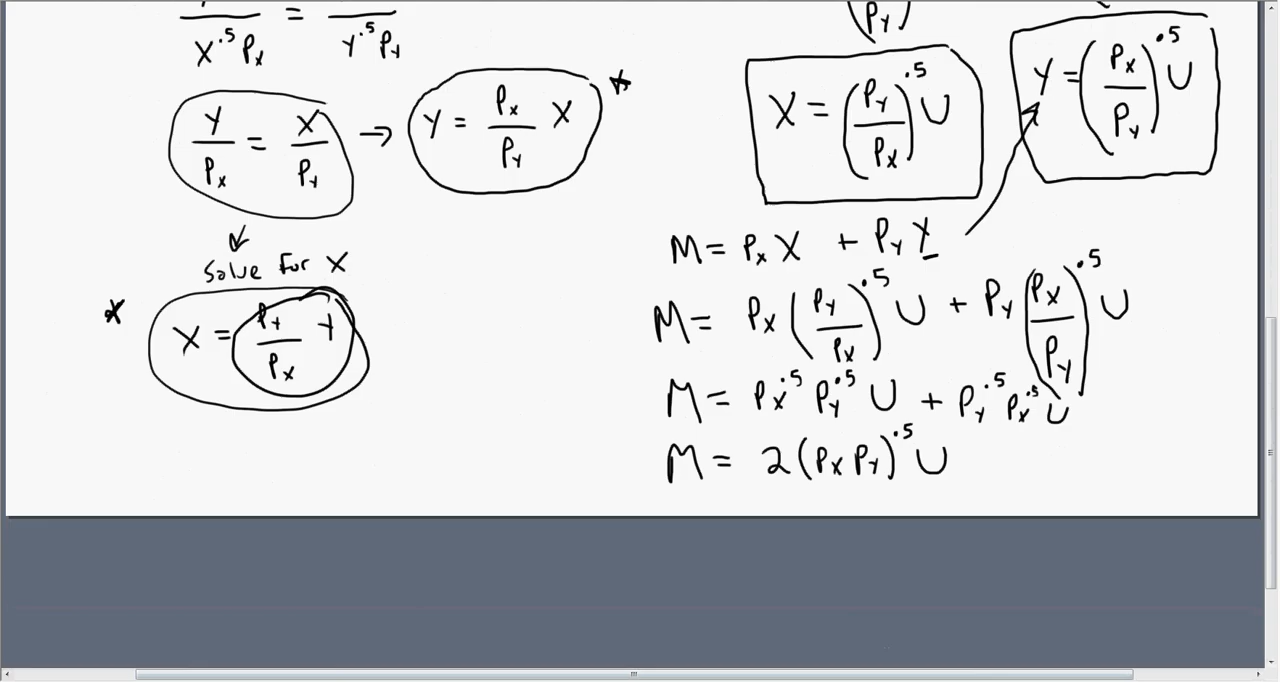 X^.5 Px = Y^.5 Py
Y/Px = X/Py → Y = Px/Py X *
Solve for X
* X = Py/Px Y
(Py)
X = (Py/Px)^.5 U
Y = (Px/Py)^.5 U
M = Px X + Py Y
M = Px (Py/Px)^.5 U + Py (Px/Py)^.5 U
M = Px^.5 Py^.5 U + Py^.5 Px^.5 U
M = 2(Px Py)^.5 U